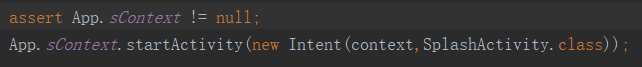 assert App.sContext != null;
App.sContext.startActivity(new Intent(context,SplashActivity.class));